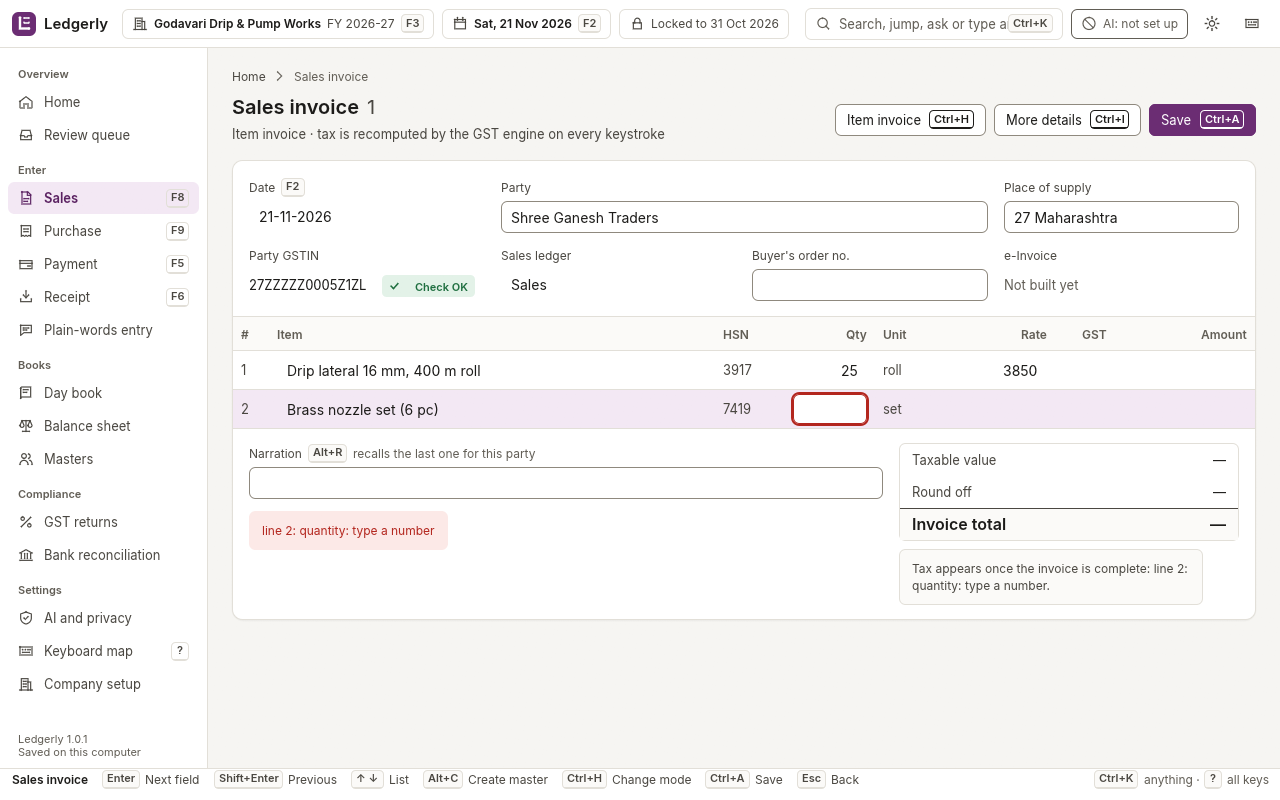 Ledgerly
Godavari Drip & Pump Works FY 2026-27 F3
Sat, 21 Nov 2026 F2
Locked to 31 Oct 2026
Search, jump, ask or type a Ctrl+K
AI: not set up
Overview
Home
Review queue
Enter
Sales F8
Purchase F9
Payment F5
Receipt F6
Plain-words entry
Books
Day book
Balance sheet
Masters
Compliance
GST returns
Bank reconciliation
Settings
AI and privacy
Keyboard map ?
Company setup
Ledgerly 1.0.1
Saved on this computer
Home Sales invoice
Sales invoice 1
Item invoice · tax is recomputed by the GST engine on every keystroke
Item invoice Ctrl+H
More details Ctrl+I
Save Ctrl+A
Date F2 Party Place of supply
21-11-2026 Shree Ganesh Traders 27 Maharashtra
Party GSTIN Sales ledger Buyer's order no. e-Invoice
27ZZZZZ0005Z1ZL Check OK Sales Not built yet
# Item HSN Qty Unit Rate GST Amount
1 Drip lateral 16 mm, 400 m roll 3917 25 roll 3850
2 Brass nozzle set (6 pc) 7419 set
Narration Alt+R recalls the last one for this party
line 2: quantity: type a number
Taxable value —
Round off —
Invoice total —
Tax appears once the invoice is complete: line 2:
quantity: type a number.
Sales invoice Enter Next field Shift+Enter Previous ↑ ↓ List Alt+C Create master Ctrl+H Change mode Ctrl+A Save Esc Back Ctrl+K anything · ? all keys